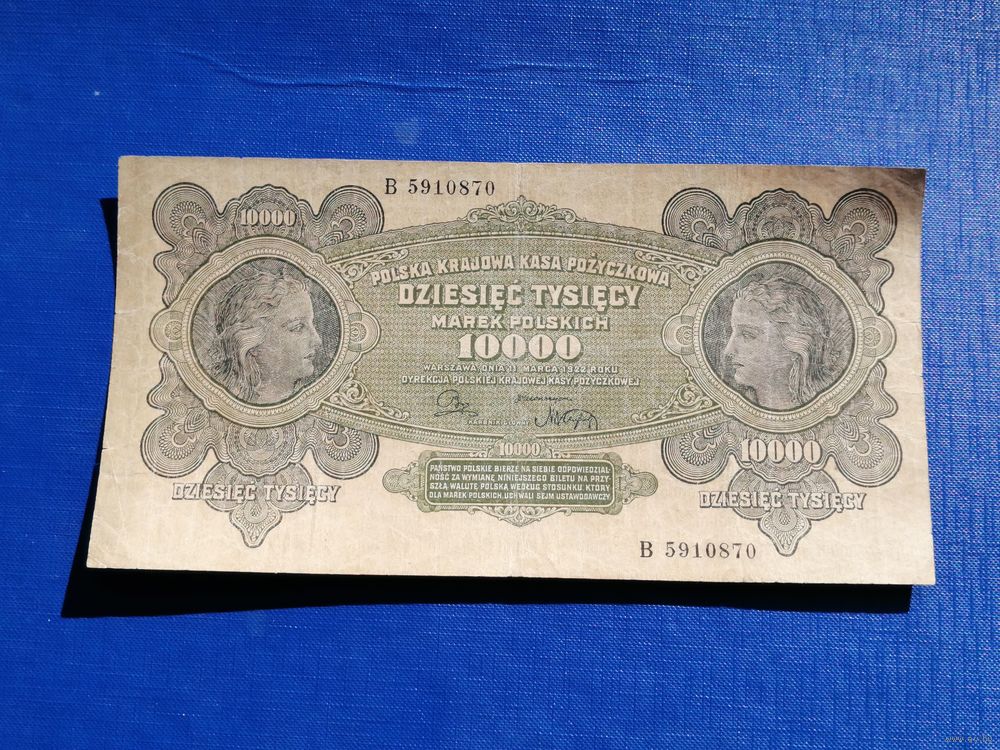 B 5910870
10000
POLSKA KRAJOWA KASA POŻYCZKOWA
DZIESIĘĆ TYSIĘCY
MAREK POLSKICH
10000
WARSZAWA, DNIA 11 MARCA 1922 ROKU
DYREKCJA POLSKIEJ KRAJOWEJ KASY POŻYCZKOWEJ
10000
10000
PAŃSTWO POLSKIE BIERZE NA SIEBIE ODPOWIEDZIAL-
NOŚĆ ZA WYMIANĘ NINIEJSZEGO BILETU NA PRZY-
SZŁĄ WALUTĘ POLSKĄ WEDŁUG STOSUNKU, KTÓRY
DLA MAREK POLSKICH, UCHWALI SEJM USTAWODAWCZY
DZIESIĘĆ TYSIĘCY
DZIESIĘĆ TYSIĘCY
B 5910870